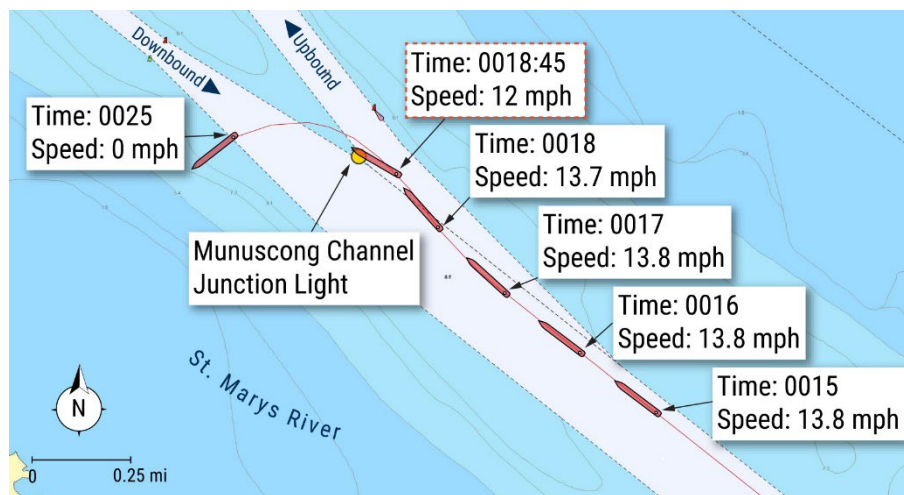 Downbound
Upbound
Time: 0018:45
Speed: 12 mph
Time: 0025
Speed: 0 mph
Time: 0018
Speed: 13.7 mph
Time: 0017
Speed: 13.8 mph
Munuscong Channel
Junction Light
Time: 0016
Speed: 13.8 mph
Time: 0015
Speed: 13.8 mph
St. Marys River
N
0
0.25 mi